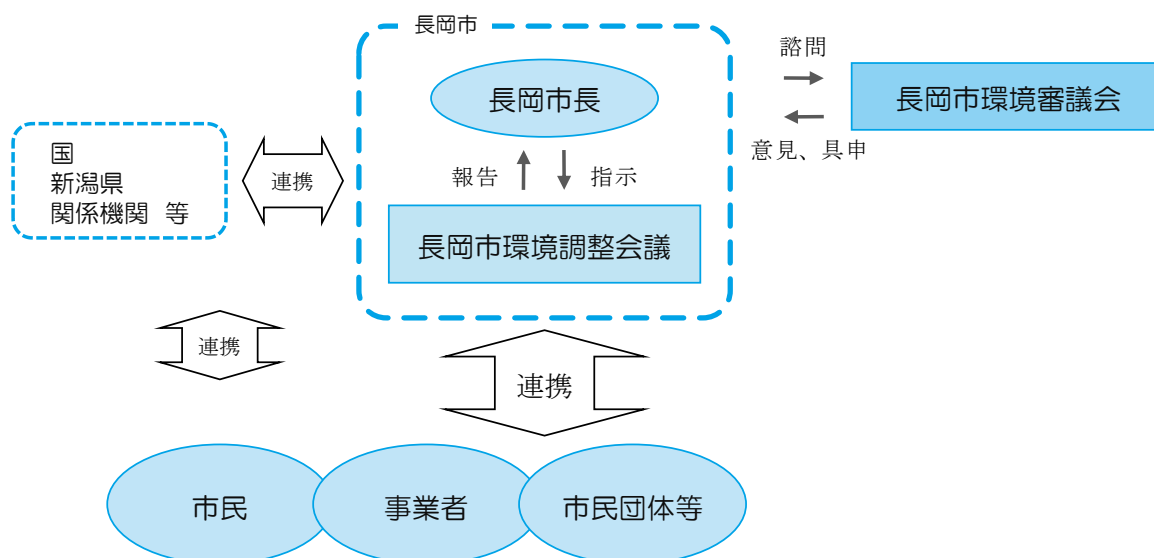 長岡市
諮問
長岡市長
長岡市環境審議会
意見、具申
国
新潟県
関係機関 等
連携
報告
指示
長岡市環境調整会議
連携
連携
市民
事業者
市民団体等